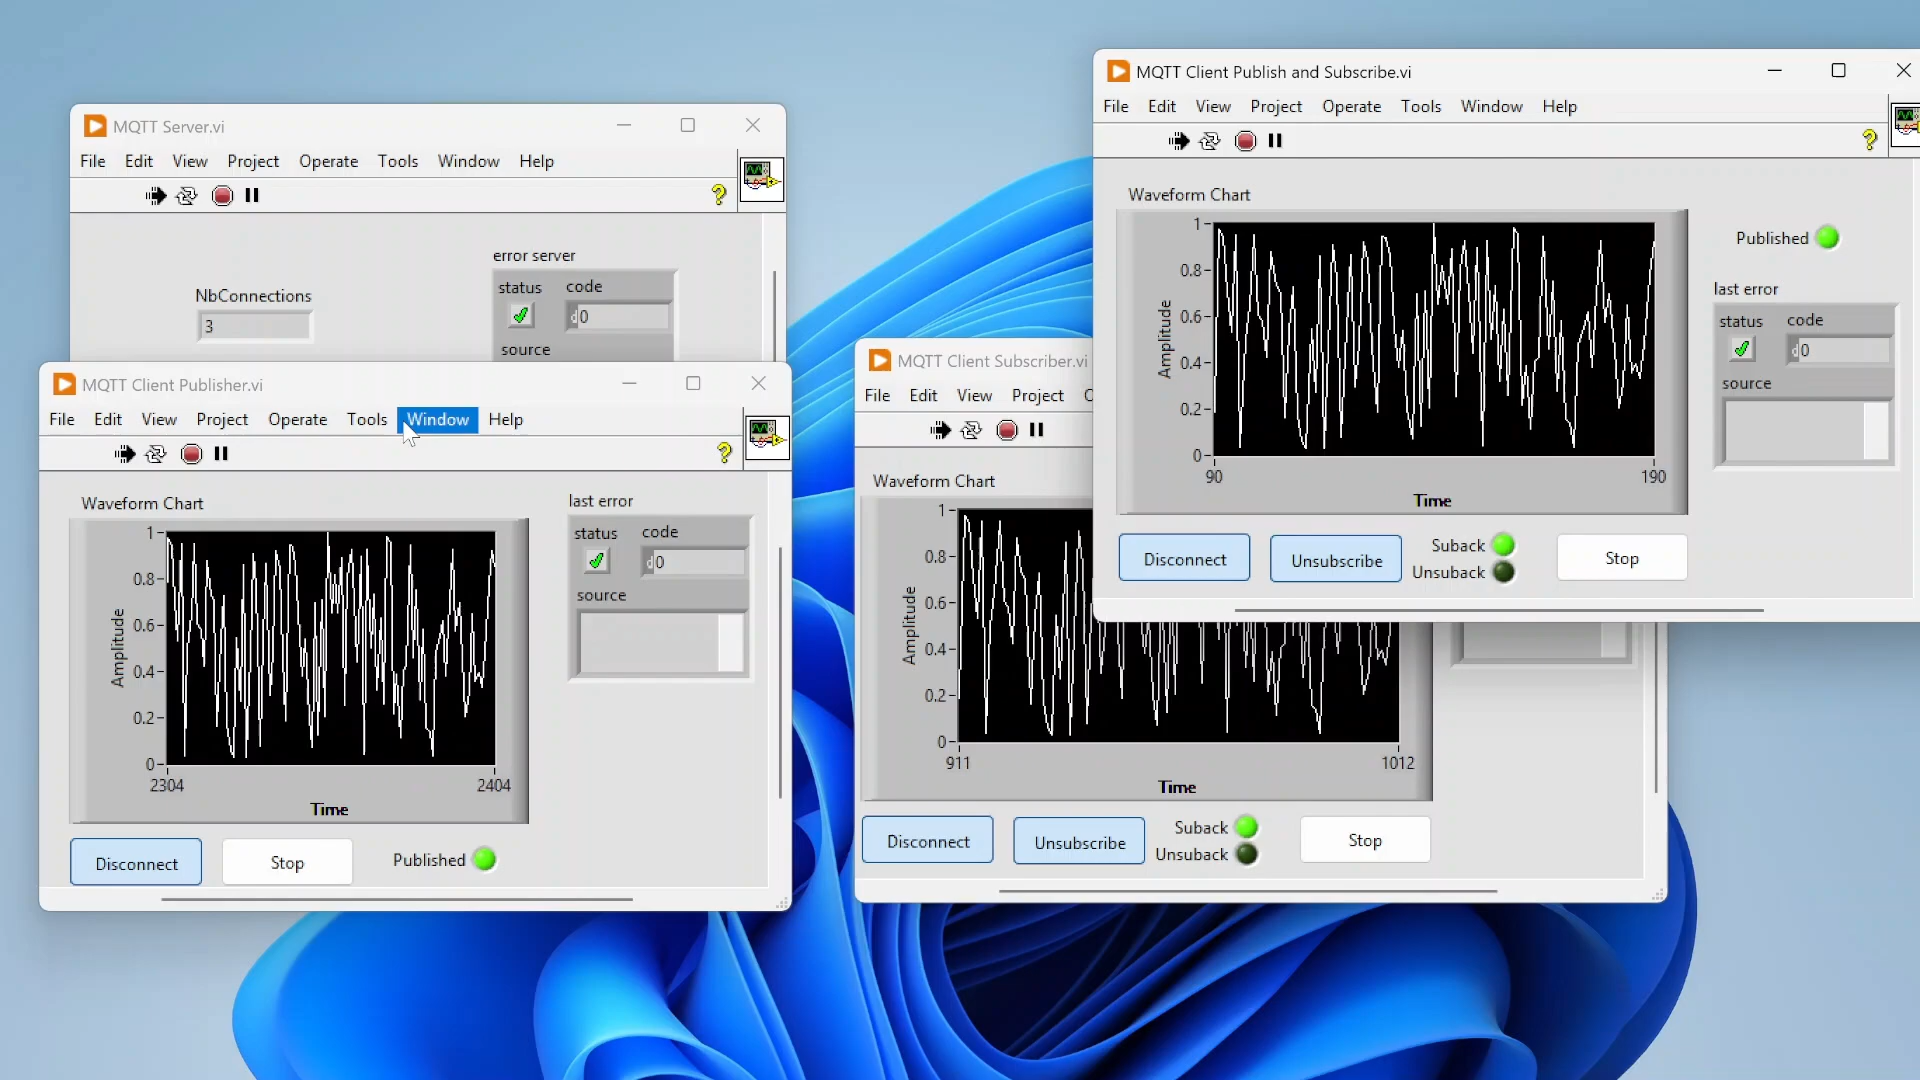 MQTT Server.vi
File Edit View Project Operate Tools Window Help
?
NbConnections
3
error server
status code
0
source
MQTT Client Publisher.vi
File Edit View Project Operate Tools Window Help
?
Waveform Chart
Amplitude
1
0.8
0.6
0.4
0.2
0
2304 2404
Time
last error
status code
d0
source
Disconnect Stop Published
MQTT Client Subscriber.vi
File Edit View Project
Waveform Chart
Amplitude
1
0.8
0.6
0.4
0.2
0
911 1012
Time
Disconnect Unsubscribe Suback Stop
Unsuback
MQTT Client Publish and Subscribe.vi
File Edit View Project Operate Tools Window Help
?
Waveform Chart
Amplitude
1
0.8
0.6
0.4
0.2
0
90 190
Time
Published
last error
status code
d0
source
Disconnect Unsubscribe Suback Stop
Unsuback